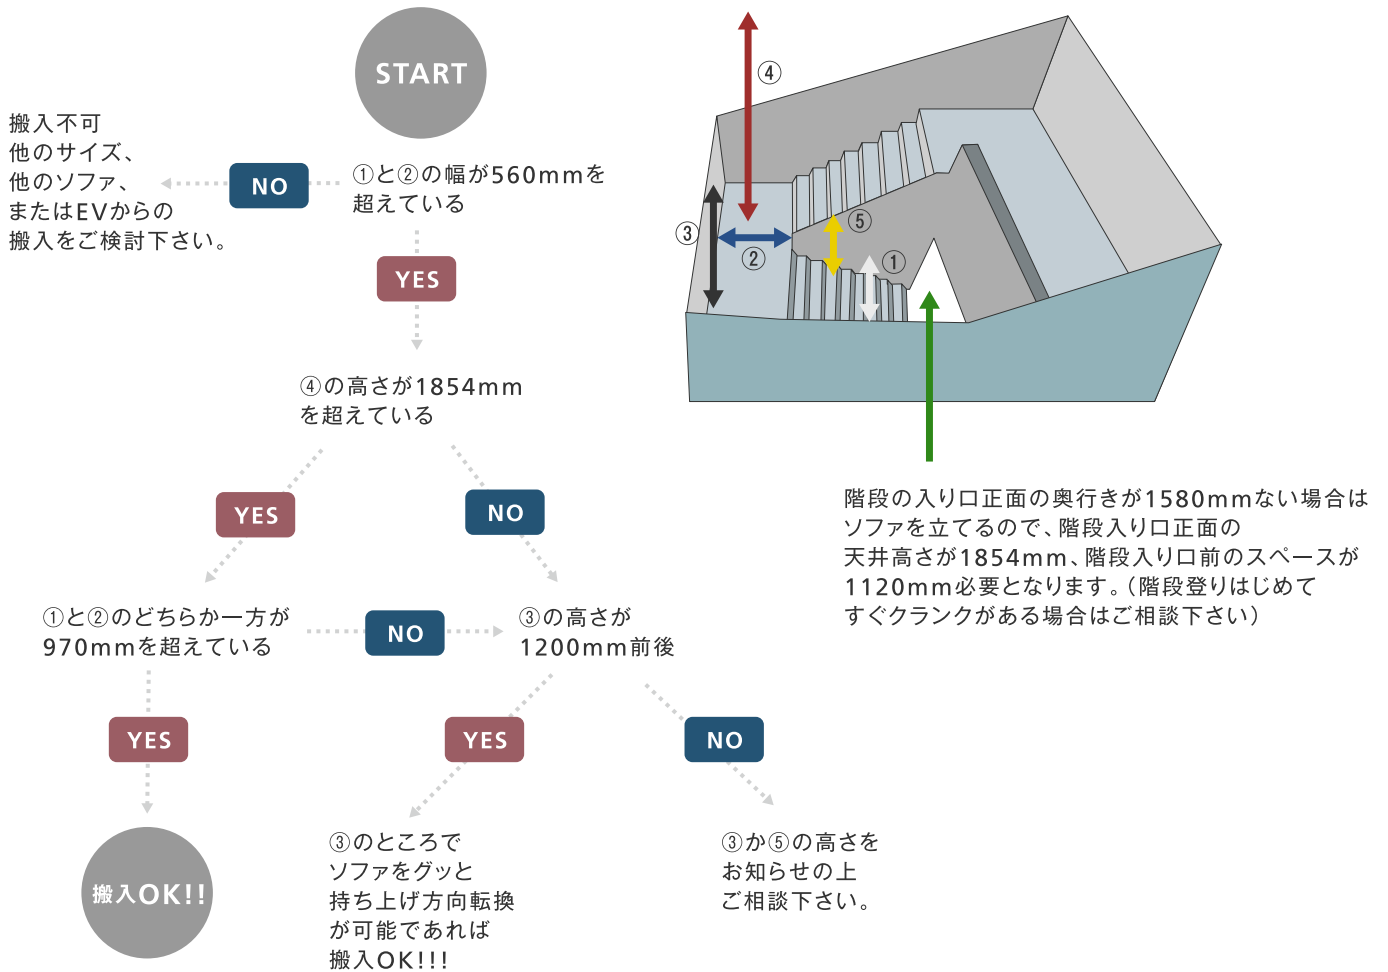 START
①と②の幅が560mmを
超えている
NO
搬入不可
他のサイズ、
他のソファ、
またはEVからの
搬入をご検討下さい。
YES
④の高さが1854mm
を超えている
YES
NO
①と②のどちらか一方が
970mmを超えている
NO
③の高さが
1200mm前後
YES
YES
NO
搬入OK!!
③のところで
ソファをグッと
持ち上げ方向転換
が可能であれば
搬入OK!!!
③か⑤の高さを
お知らせの上
ご相談下さい。
④
③
②
⑤
①
階段の入り口正面の奥行きが1580mmない場合は
ソファを立てるので、階段入り口正面の
天井高さが1854mm、階段入り口前のスペースが
1120mm必要となります。（階段登りはじめて
すぐクランクがある場合はご相談下さい）